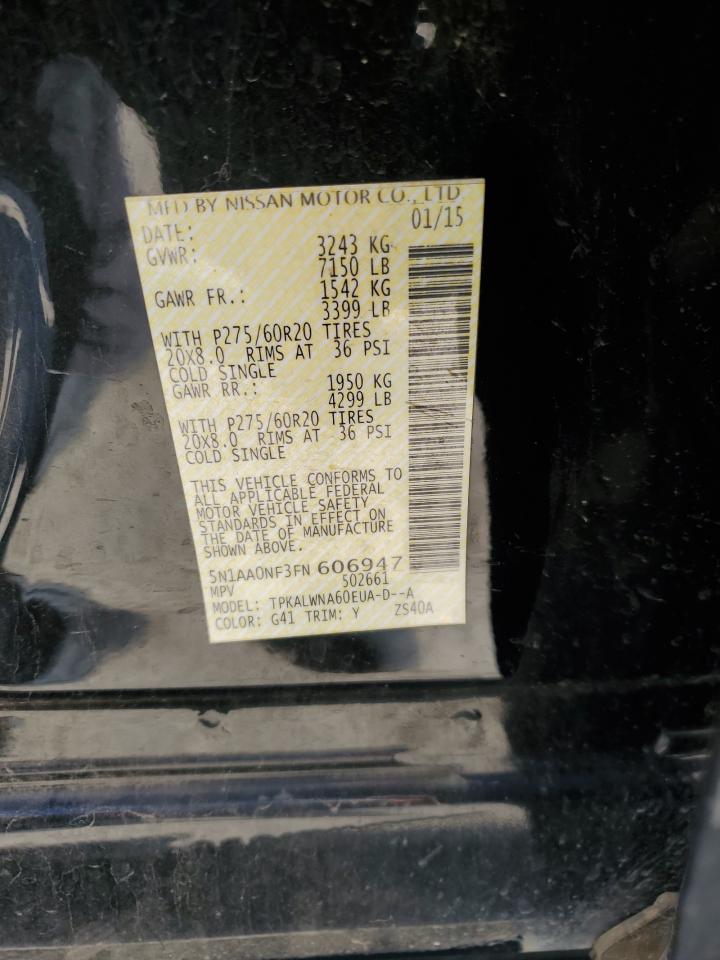 MFD BY NISSAN MOTOR CO., LTD
DATE: 01/15
GVWR: 3243 KG
7150 LB
GAWR FR.: 1542 KG
3399 LB
WITH P275/60R20 TIRES
20X8.0 RIMS AT 36 PSI
COLD SINGLE
GAWR RR.: 1950 KG
4299 LB
WITH P275/60R20 TIRES
20X8.0 RIMS AT 36 PSI
COLD SINGLE
THIS VEHICLE CONFORMS TO
ALL APPLICABLE FEDERAL
MOTOR VEHICLE SAFETY
STANDARDS IN EFFECT ON
THE DATE OF MANUFACTURE
SHOWN ABOVE.
5N1AA0NF3FN 606947
MPV 502661
MODEL: TPKALWNA60EUA-D--A
COLOR: G41 TRIM: Y ZS40A